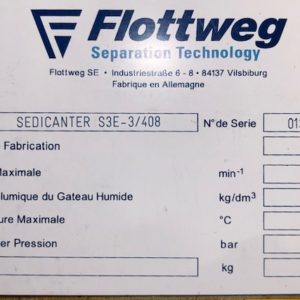 Flottweg
Separation Technology
Flottweg SE • Industriestraße 6 - 8 • 84137 Vilsbiburg
Fabrique en Allemagne
SEDICANTER S3E-3/408 N° de Serie 01
Fabrication
Maximale min⁻¹
lumique du Gateau Humide kg/dm³
ure Maximale °C
er Pression bar
kg